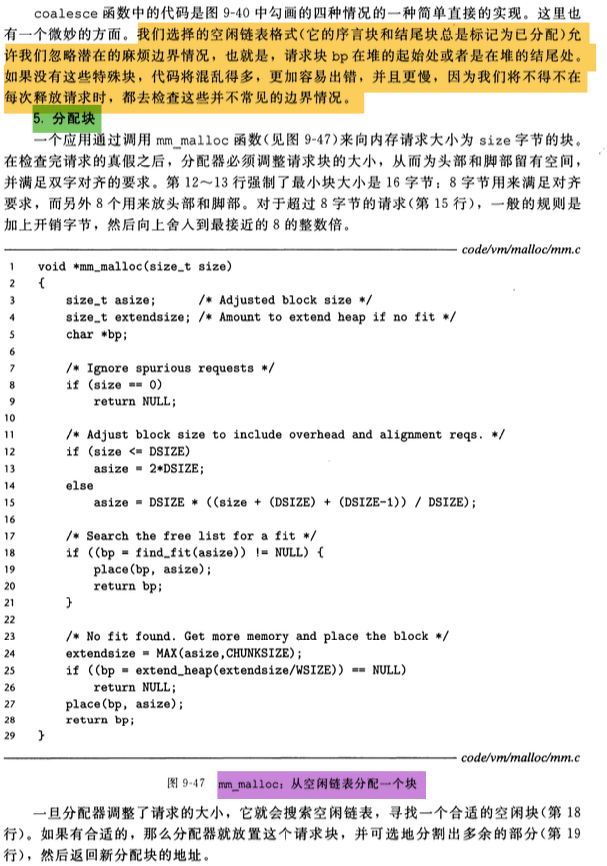 coalesce 函数中的代码是图 9-40 中勾画的四种情况的一种简单直接的实现。这里也
有一个微妙的方面。我们选择的空闲链表格式(它的序言块和结尾块总是标记为已分配)允
许我们忽略潜在的麻烦边界情况，也就是，请求块 bp 在堆的起始处或者是在堆的结尾处。
如果没有这些特殊块，代码将混乱得多，更加容易出错，并且更慢，因为我们将不得不在
每次释放请求时，都去检查这些并不常见的边界情况。
5. 分配块
一个应用通过调用 mm_malloc 函数(见图 9-47)来向内存请求大小为 size 字节的块。
在检查完请求的真假之后，分配器必须调整请求块的大小，从而为头部和脚部留有空间，
并满足双字对齐的要求。第 12～13 行强制了最小块大小是 16 字节：8 字节用来满足对齐
要求，而另外 8 个用来放头部和脚部。对于超过 8 字节的请求(第 15 行)，一般的规则是
加上开销字节，然后向上舍入到最接近的 8 的整数倍。
code/vm/malloc/mm.c
1 void *mm_malloc(size_t size)
2 {
3 size_t asize; /* Adjusted block size */
4 size_t extendsize; /* Amount to extend heap if no fit */
5 char *bp;
6
7 /* Ignore spurious requests */
8 if (size == 0)
9 return NULL;
10
11 /* Adjust block size to include overhead and alignment reqs. */
12 if (size <= DSIZE)
13 asize = 2*DSIZE;
14 else
15 asize = DSIZE * ((size + (DSIZE) + (DSIZE-1)) / DSIZE);
16
17 /* Search the free list for a fit */
18 if ((bp = find_fit(asize)) != NULL) {
19 place(bp, asize);
20 return bp;
21 }
22
23 /* No fit found. Get more memory and place the block */
24 extendsize = MAX(asize,CHUNKSIZE);
25 if ((bp = extend_heap(extendsize/WSIZE)) == NULL)
26 return NULL;
27 place(bp, asize);
28 return bp;
29 }
code/vm/malloc/mm.c
图 9-47 mm_malloc：从空闲链表分配一个块
一旦分配器调整了请求的大小，它就会搜索空闲链表，寻找一个合适的空闲块(第 18
行)。如果有合适的，那么分配器就放置这个请求块，并可选地分割出多余的部分(第 19
行)，然后返回新分配块的地址。